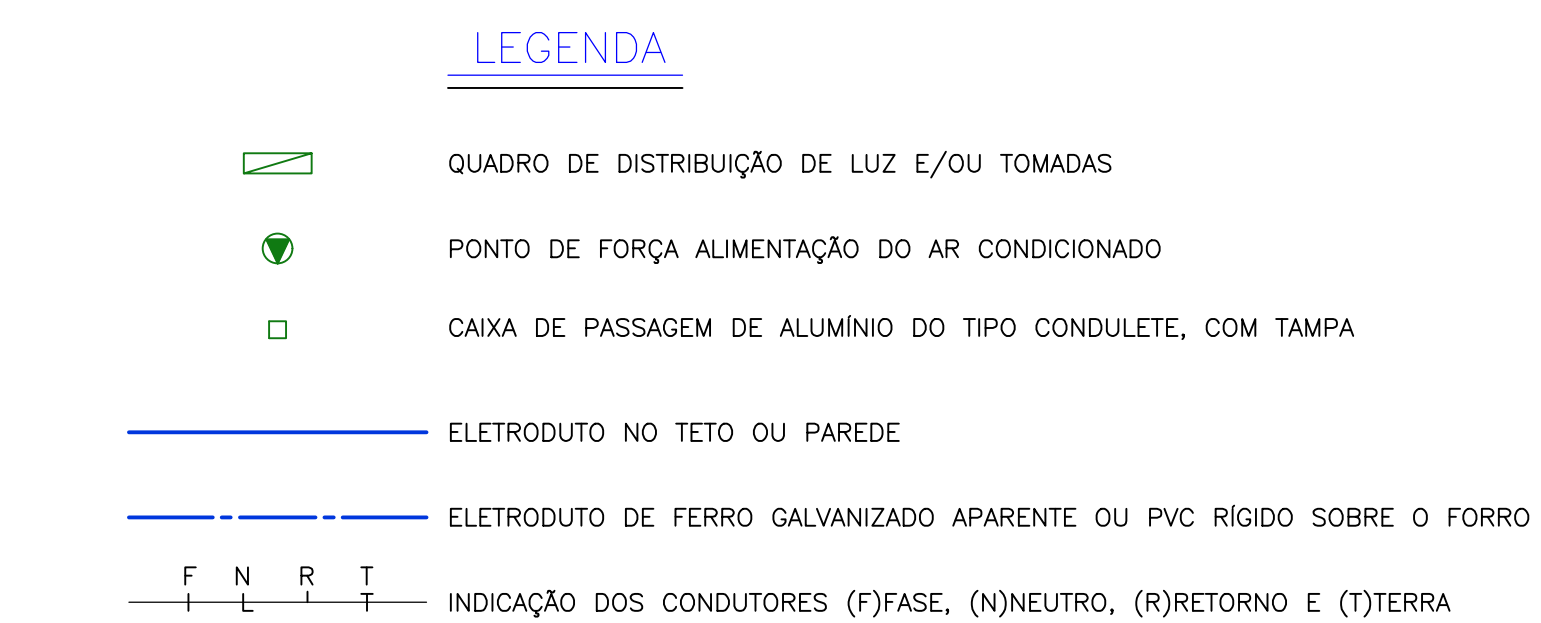 LEGENDA
QUADRO DE DISTRIBUIÇÃO DE LUZ E/OU TOMADAS
PONTO DE FORÇA ALIMENTAÇÃO DO AR CONDICIONADO
CAIXA DE PASSAGEM DE ALUMÍNIO DO TIPO CONDULETE, COM TAMPA
ELETRODUTO NO TETO OU PAREDE
ELETRODUTO DE FERRO GALVANIZADO APARENTE OU PVC RÍGIDO SOBRE O FORRO
F N R T
INDICAÇÃO DOS CONDUTORES (F)FASE, (N)NEUTRO, (R)RETORNO E (T)TERRA